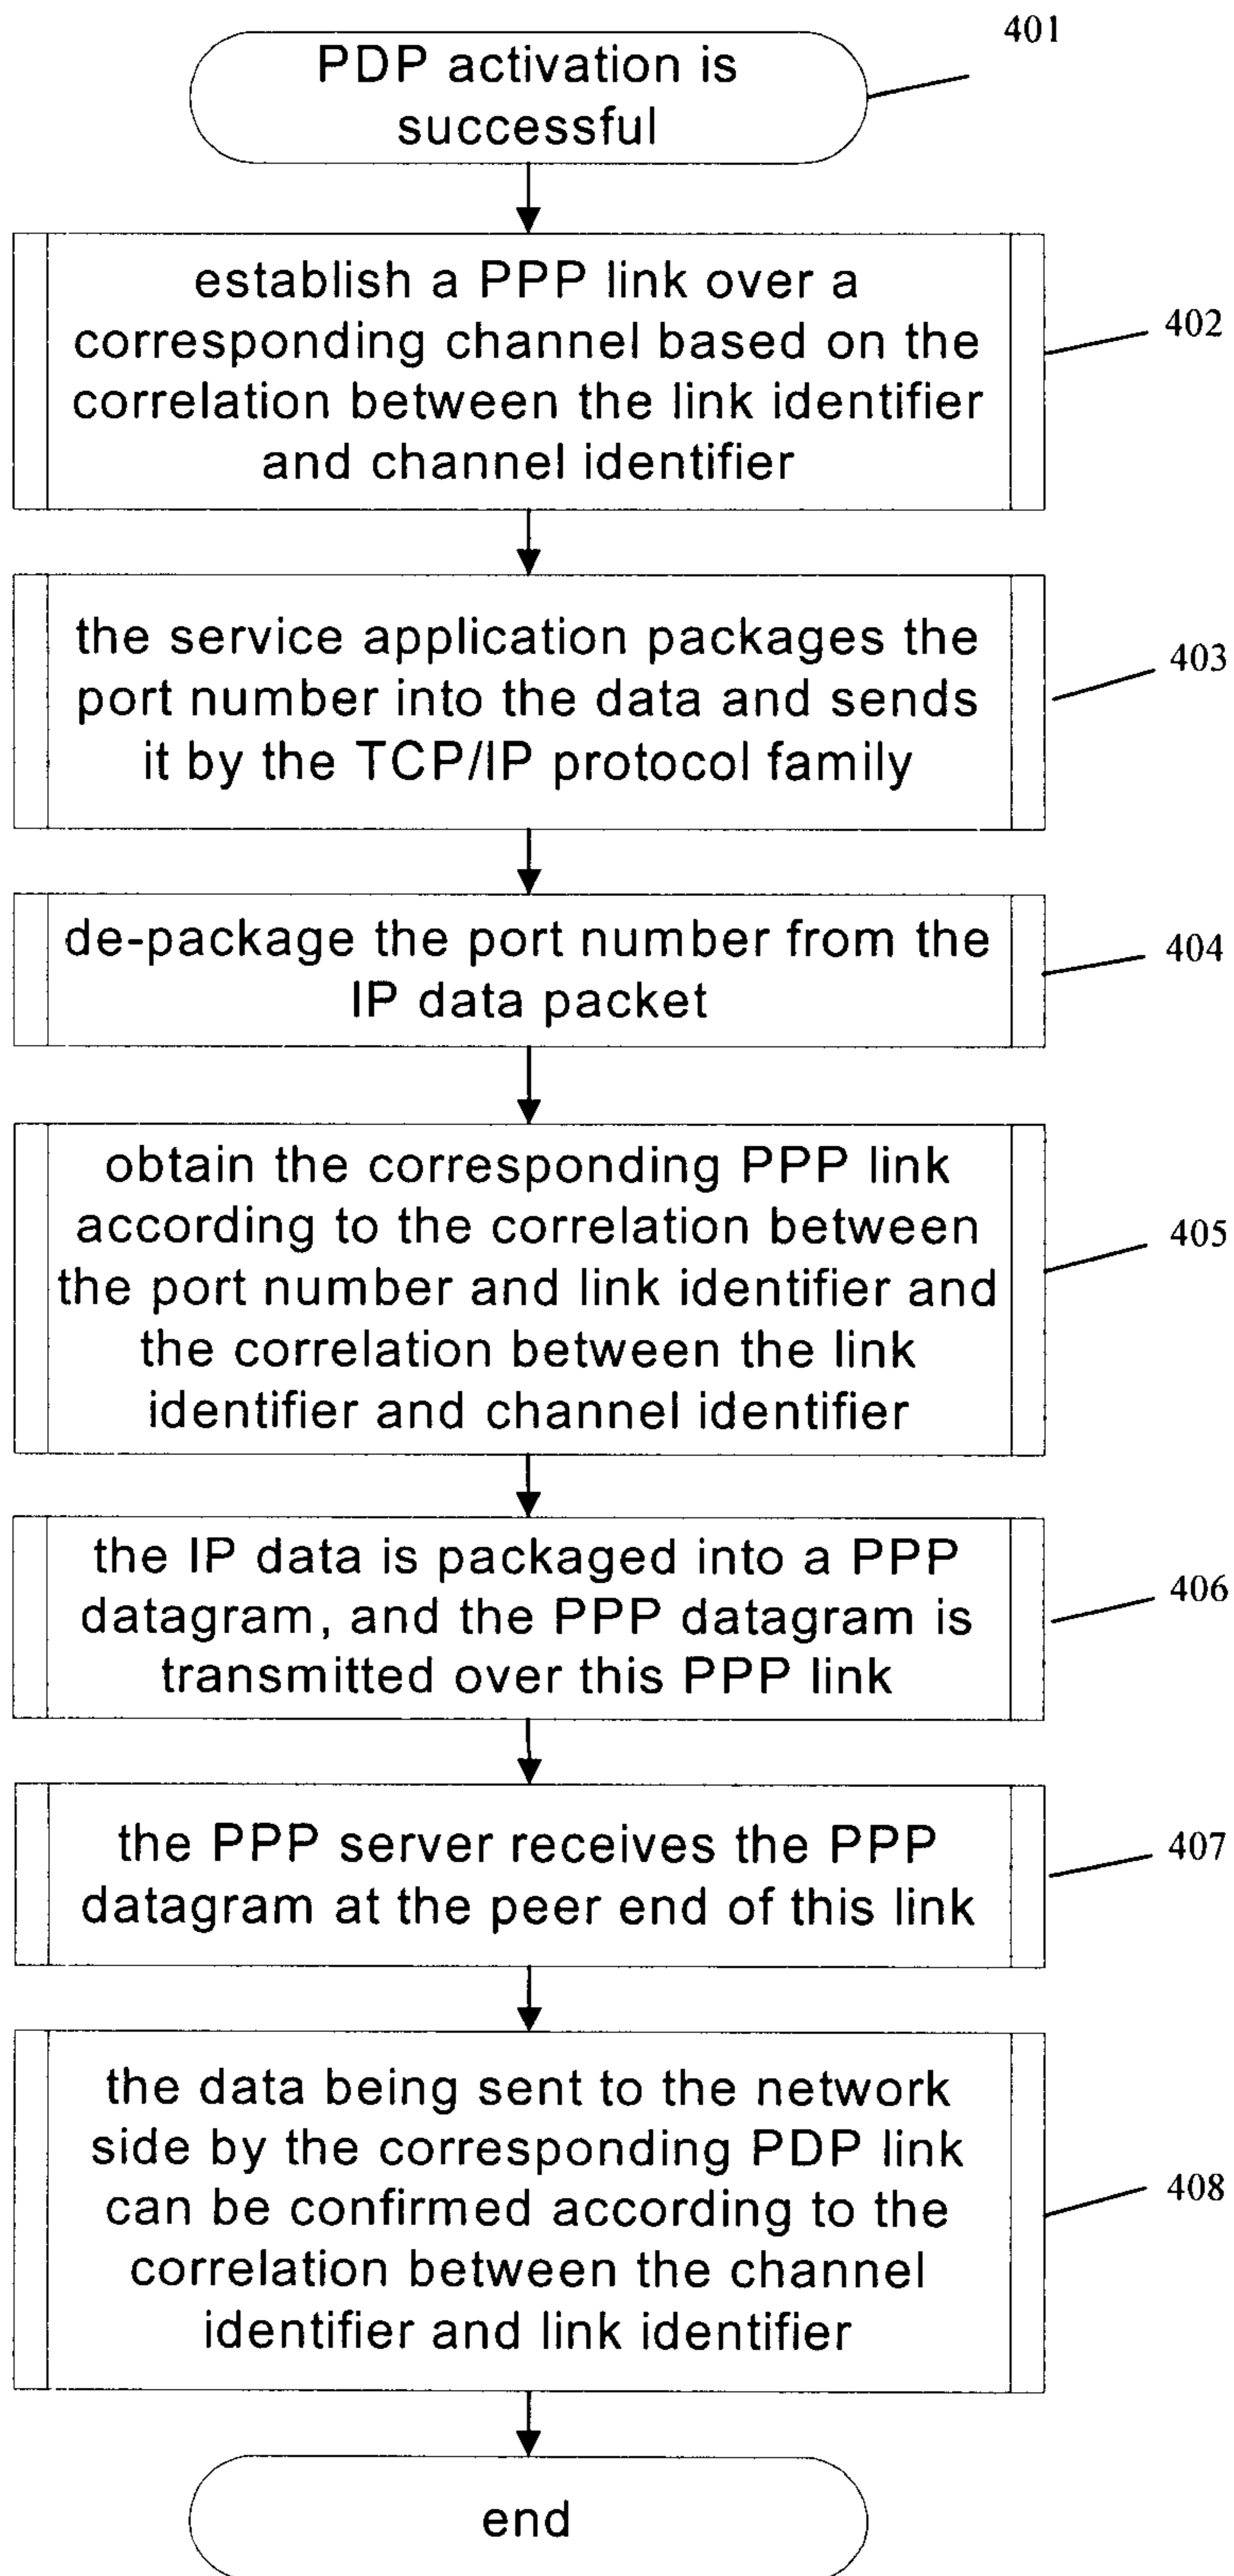 401
PDP activation is
successful
establish a PPP link over a
corresponding channel based on the
correlation between the link identifier
and channel identifier
402
the service application packages the
port number into the data and sends
it by the TCP/IP protocol family
403
de-package the port number from the
IP data packet
404
obtain the corresponding PPP link
according to the correlation between
the port number and link identifier and
the correlation between the link
identifier and channel identifier
405
the IP data is packaged into a PPP
datagram, and the PPP datagram is
transmitted over this PPP link
406
the PPP server receives the PPP
datagram at the peer end of this link
407
the data being sent to the network
side by the corresponding PDP link
can be confirmed according to the
correlation between the channel
identifier and link identifier
408
end